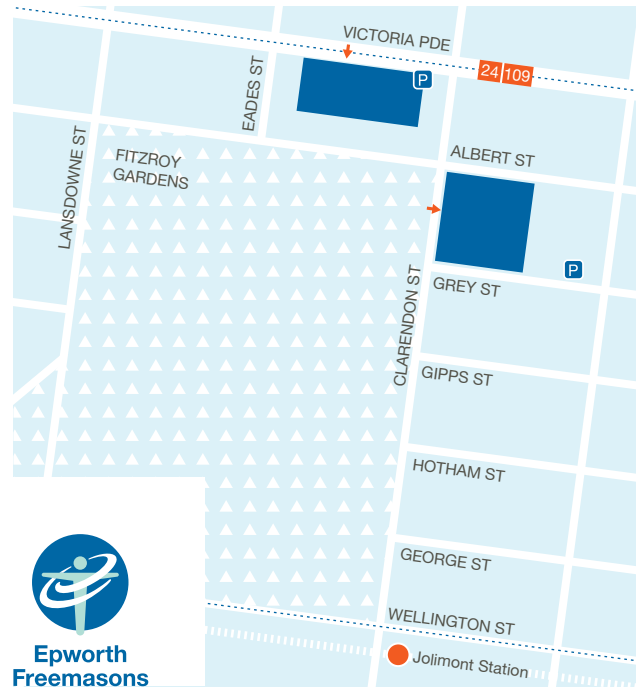 VICTORIA PDE
P
24 109
EADES ST
LANSDOWNE ST
FITZROY
GARDENS
ALBERT ST
P
GREY ST
CLARENDON ST
GIPPS ST
HOTHAM ST
GEORGE ST
WELLINGTON ST
Jolimont Station
Epworth
Freemasons